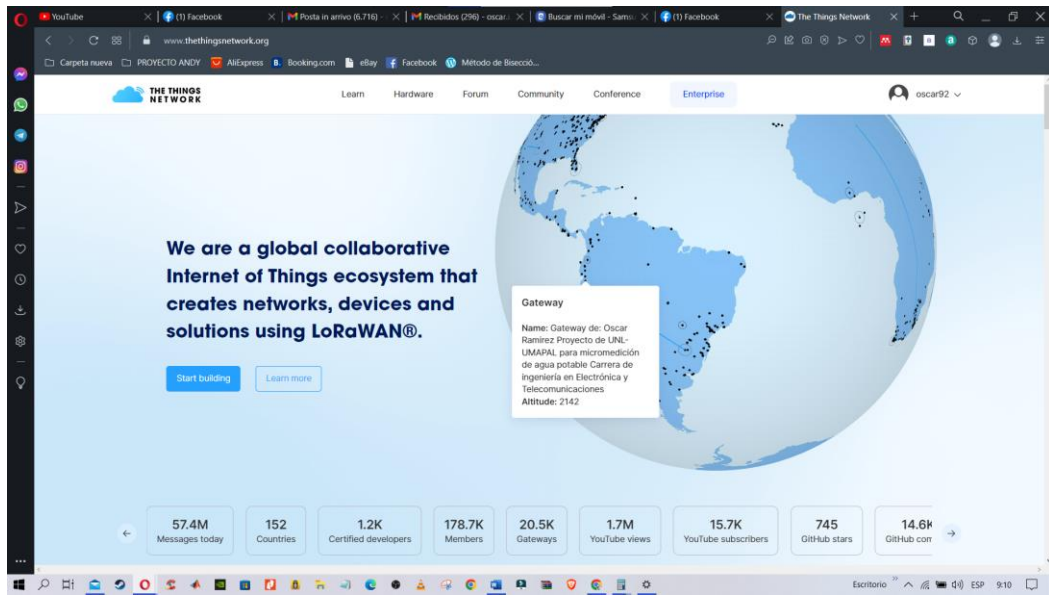 YouTube
(1) Facebook
Posta in arrivo (6.716) -
Recibidos (296) - oscar.
Buscar mi móvil - Samsu
(1) Facebook
The Things Network
www.thethingsnetwork.org
Carpeta nueva
PROYECTO ANDY
AliExpress
Booking.com
eBay
Facebook
Método de Bisecció...
THE THINGS
NETWORK
Learn
Hardware
Forum
Community
Conference
Enterprise
oscar92
We are a global collaborative
Internet of Things ecosystem that
creates networks, devices and
solutions using LoRaWAN®.
Start building
Learn more
Gateway
Name: Gateway de: Oscar
Ramirez Proyecto de UNL-
UMAPAL para micromedición
de agua potable Carrera de
ingeniería en Electrónica y
Telecomunicaciones
Altitude: 2142
57.4M
Messages today
152
Countries
1.2K
Certified developers
178.7K
Members
20.5K
Gateways
1.7M
YouTube views
15.7K
YouTube subscribers
745
GitHub stars
14.6K
GitHub com
Escritorio
ESP
9:10